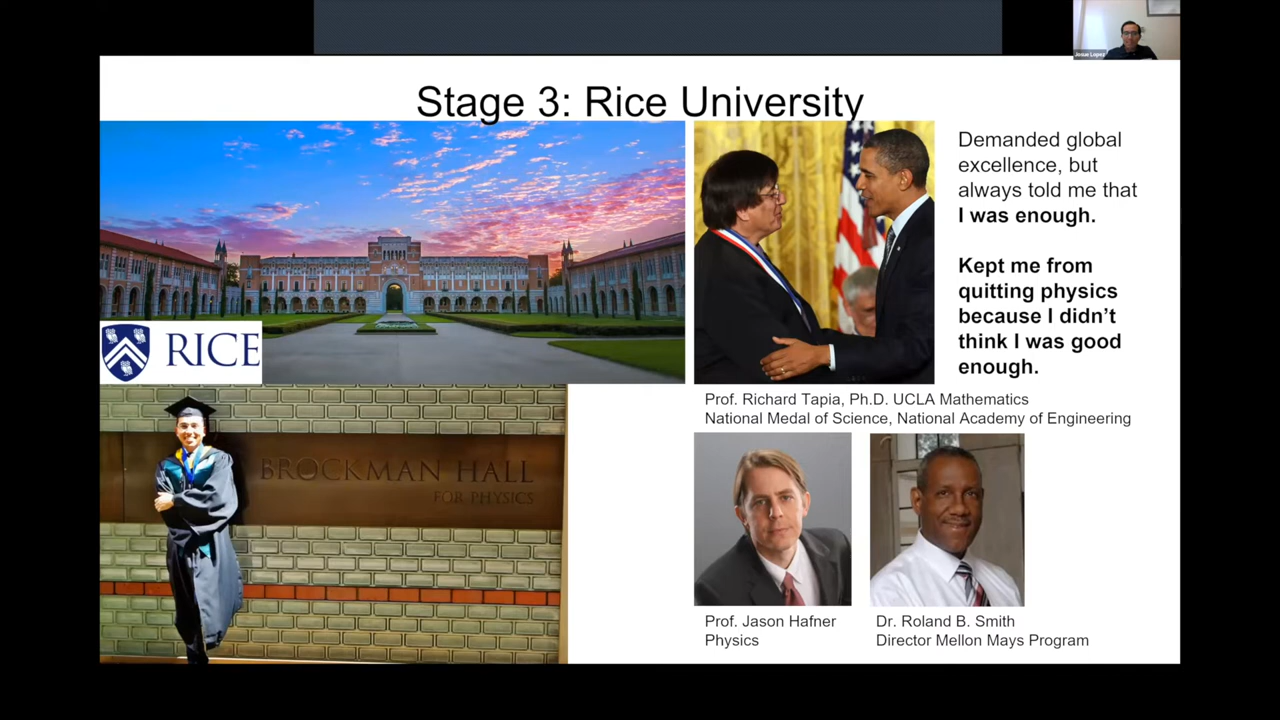 Josue Lopez
Stage 3: Rice University
Demanded global
excellence, but
always told me that
I was enough.
Kept me from
quitting physics
because I didn’t
think I was good
enough.
RICE
Prof. Richard Tapia, Ph.D. UCLA Mathematics
National Medal of Science, National Academy of Engineering
BROCKMAN HALL
FOR PHYSICS
Prof. Jason Hafner
Physics
Dr. Roland B. Smith
Director Mellon Mays Program